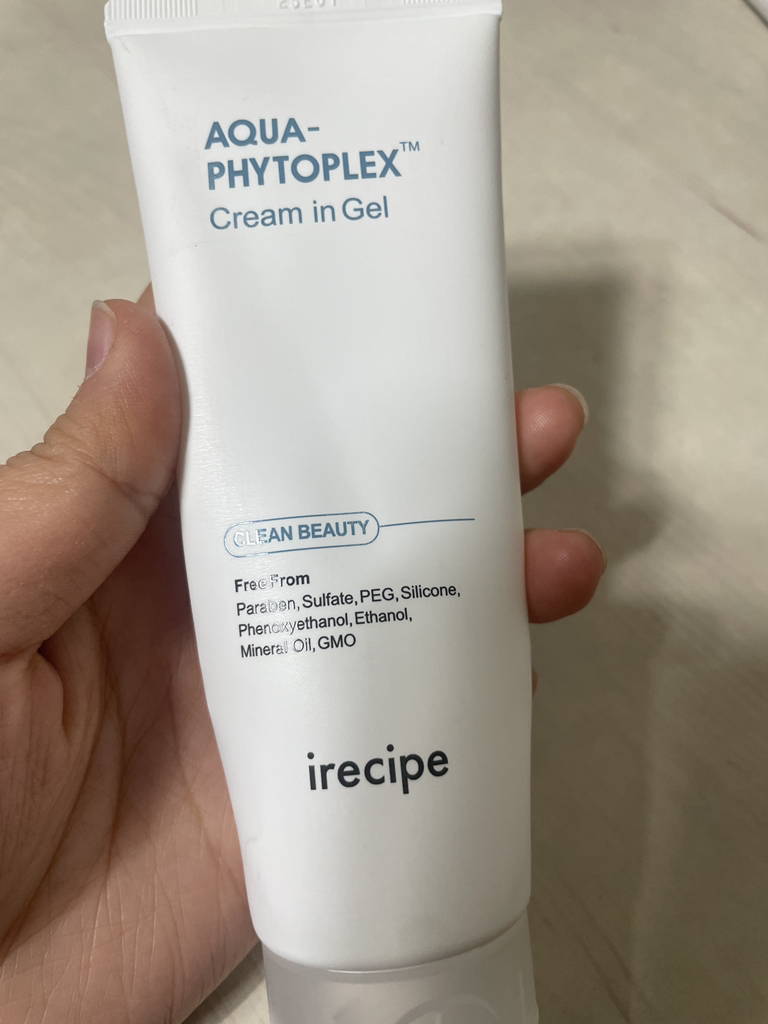 AQUA-
PHYTOPLEX™
Cream in Gel
CLEAN BEAUTY
Free From
Paraben, Sulfate, PEG, Silicone,
Phenoxyethanol, Ethanol,
Mineral Oil, GMO
irecipe